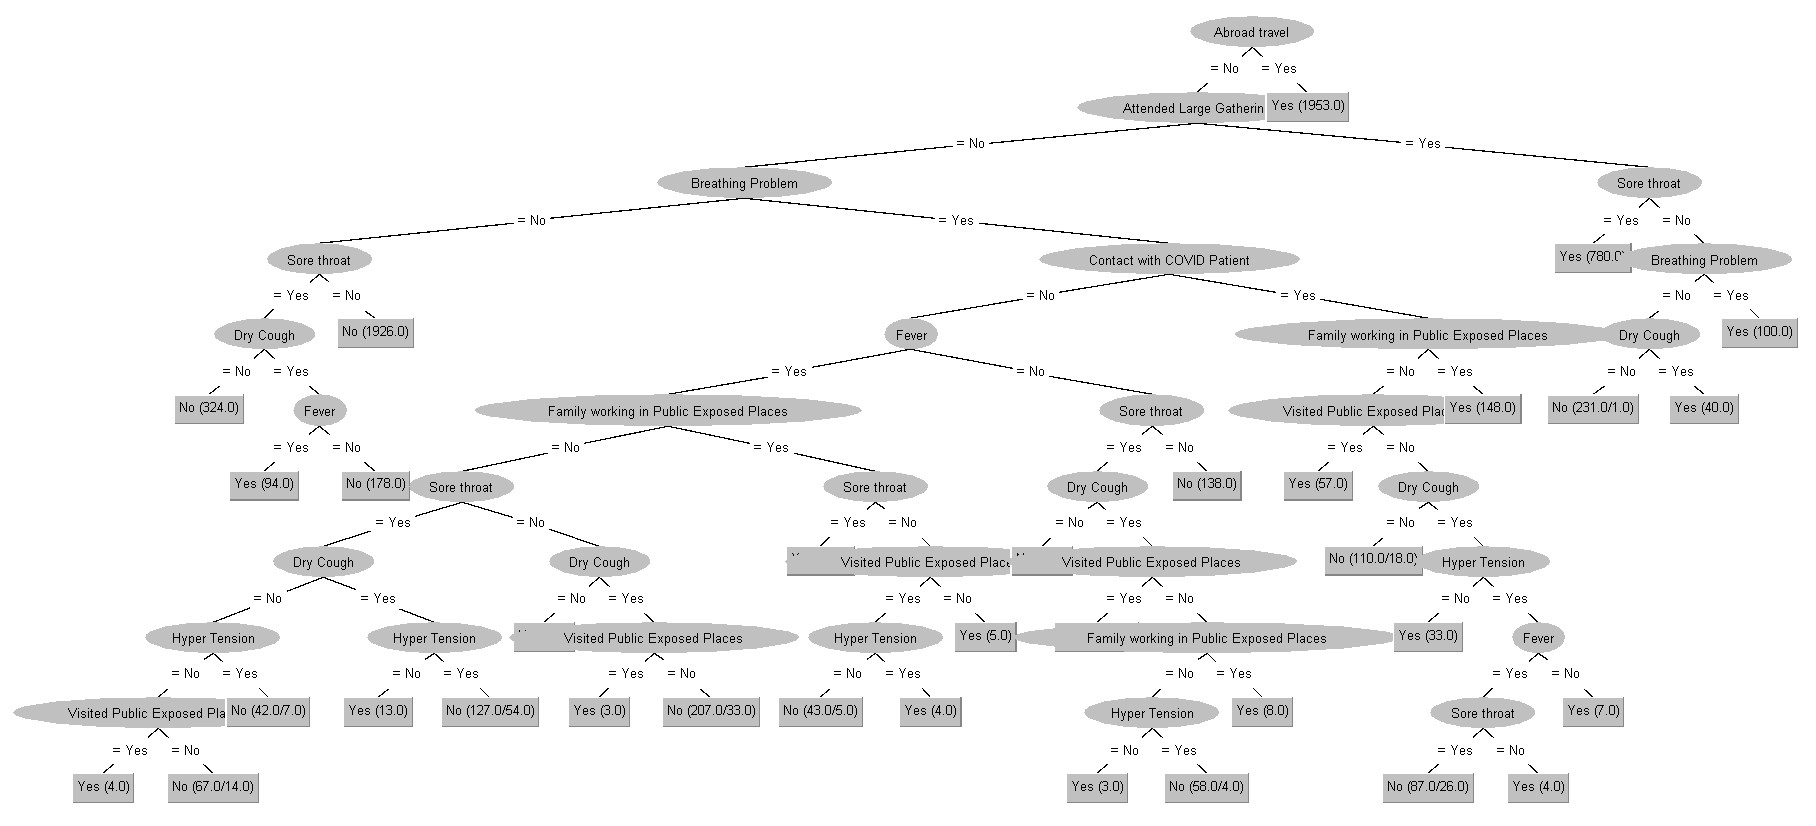 Abroad travel
= No = Yes
Attended Large Gatherin Yes (1953.0)
= No = Yes
Breathing Problem Sore throat
= No = Yes = Yes = No
Sore throat Contact with COVID Patient Yes (780.0 Breathing Problem
= Yes = No = No = Yes = No = Yes
Dry Cough No (1926.0) Fever Family working in Public Exposed Places Dry Cough Yes (100.0)
= No = Yes = Yes = No = No = Yes = No = Yes
No (324.0) Fever Family working in Public Exposed Places Sore throat Visited Public Exposed Plac Yes (148.0) No (231.0/1.0) Yes (40.0)
= Yes = No = No = Yes = Yes = No = Yes = No
Yes (94.0) No (178.0) Sore throat Sore throat Dry Cough No (138.0) Yes (57.0) Dry Cough
= Yes = No = Yes = No = No = Yes = No = Yes
Dry Cough Dry Cough Visited Public Exposed Place Visited Public Exposed Places No (110.0/18.0) Hyper Tension
= No = Yes = No = Yes = Yes = No = Yes = No = No = Yes
Hyper Tension Hyper Tension Visited Public Exposed Places Hyper Tension Yes (5.0) Family working in Public Exposed Places Yes (33.0) Fever
= No = Yes = No = Yes = Yes = No = No = Yes = No = Yes = Yes = No
Visited Public Exposed Pla No (42.0/7.0) Yes (13.0) No (127.0/54.0) Yes (3.0) No (207.0/33.0) No (43.0/5.0) Yes (4.0) Hyper Tension Yes (8.0) Sore throat Yes (7.0)
= Yes = No = No = Yes = Yes = No
Yes (4.0) No (67.0/14.0) Yes (3.0) No (58.0/4.0) No (87.0/26.0) Yes (4.0)